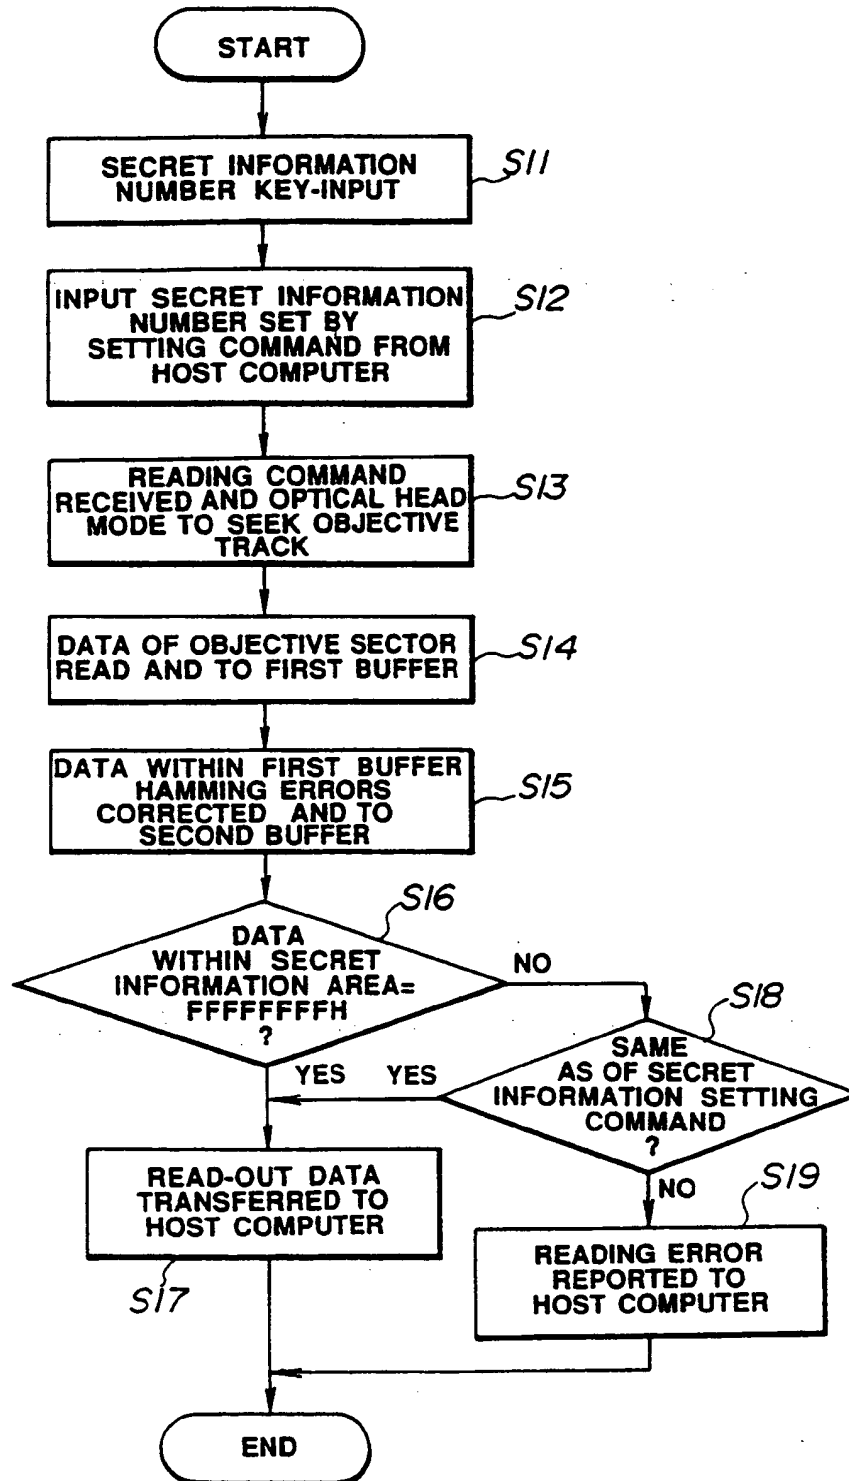 START
SECRET INFORMATION
NUMBER KEY-INPUT
S11
INPUT SECRET INFORMATION
NUMBER SET BY
SETTING COMMAND FROM
HOST COMPUTER
S12
READING COMMAND
RECEIVED AND OPTICAL HEAD
MODE TO SEEK OBJECTIVE
TRACK
S13
DATA OF OBJECTIVE SECTOR
READ AND TO FIRST BUFFER
S14
DATA WITHIN FIRST BUFFER
HAMMING ERRORS
CORRECTED AND TO
SECOND BUFFER
S15
S16
DATA
WITHIN SECRET
INFORMATION AREA=
FFFFFFFFH
?
NO
YES
S18
SAME
AS OF SECRET
INFORMATION SETTING
COMMAND
?
YES
NO
READ-OUT DATA
TRANSFERRED TO
HOST COMPUTER
S17
S19
READING ERROR
REPORTED TO
HOST COMPUTER
END